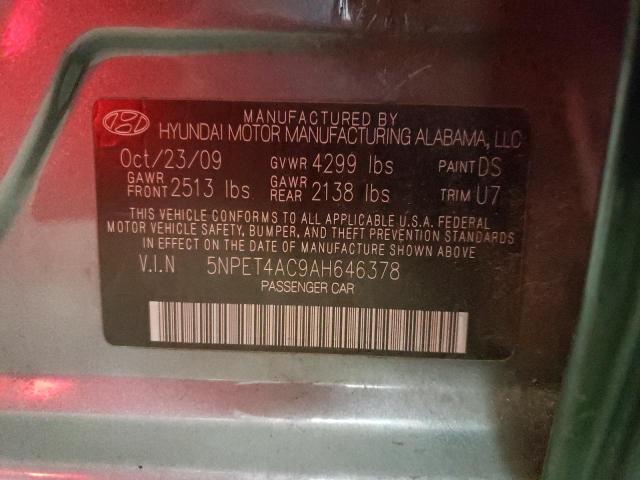 MANUFACTURED BY
HYUNDAI MOTOR MANUFACTURING ALABAMA, LLC
Oct/23/09 GVWR 4299 lbs PAINT DS
GAWR FRONT 2513 lbs GAWR REAR 2138 lbs TRIM U7
THIS VEHICLE CONFORMS TO ALL APPLICABLE U.S.A. FEDERAL
MOTOR VEHICLE SAFETY, BUMPER, AND THEFT PREVENTION
STANDARDS IN EFFECT ON THE DATE OF MANUFACTURE SHOWN ABOVE
V.I.N 5NPET4AC9AH646378
PASSENGER CAR